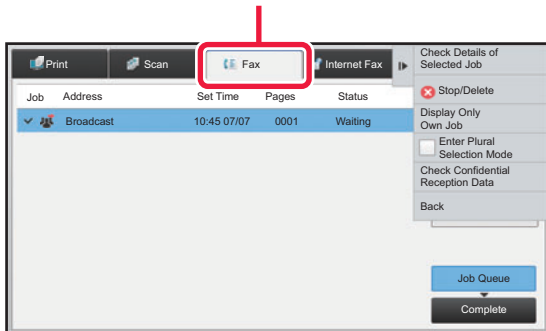 Print
Scan
Fax
Internet Fax
Job Address Set Time Pages Status
Broadcast 10:45 07/07 0001 Waiting
Check Details of
Selected Job
Stop/Delete
Display Only
Own Job
Enter Plural
Selection Mode
Check Confidential
Reception Data
Back
Job Queue
Complete